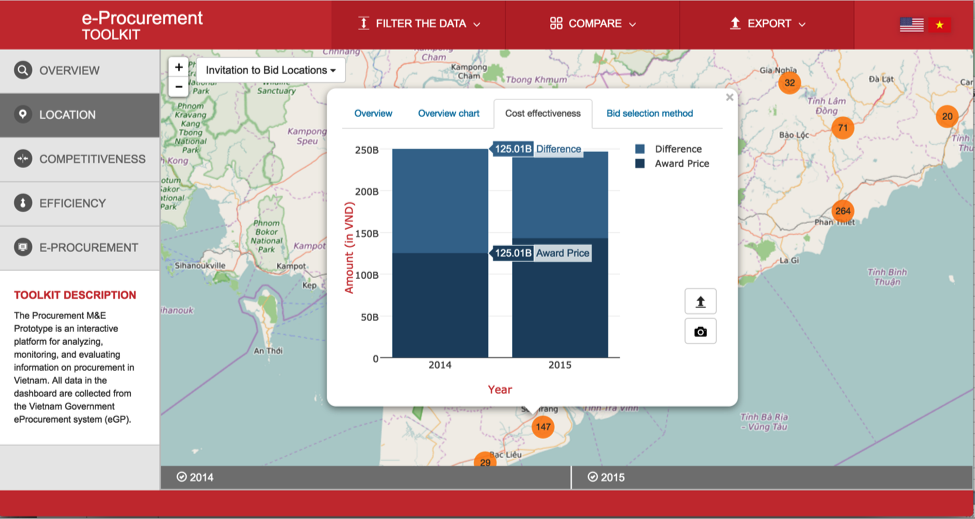 e-Procurement
TOOLKIT
FILTER THE DATA
COMPARE
EXPORT
OVERVIEW
LOCATION
COMPETITIVENESS
EFFICIENCY
E-PROCUREMENT
TOOLKIT DESCRIPTION
The Procurement M&E
Prototype is an interactive
platform for analyzing,
monitoring, and evaluating
information on procurement in
Vietnam. All data in the
dashboard are collected from
the Vietnam Government
eProcurement system (eGP).
+
−
Invitation to Bid Locations
Cham
Kampong
Cham
Tbong Khmum
Sanctuary
Phnom
Kravanh
Kang
Tbong
National
Park
Kampong
Speu
Phnom
Bokor
National
Park
Kampot
Sihanoukville
Kampot
Kep
An Thới
Gia Nghĩa
32
Đà Lạt
Tỉnh Lâm
Đồng
20
71
Bảo Lộc
264
Phan Thiết
La Gi
Tỉnh Bình
Thuận
Tỉnh Bà Rịa
- Vũng Tàu
Tỉnh Trà Vinh
147
Bạc Liêu
29
×
Overview
Overview chart
Cost effectiveness
Bid selection method
Amount (in VND)
250B
200B
150B
100B
50B
0
125.01B Difference
125.01B Award Price
Difference
Award Price
2014
2015
Year
2014
2015